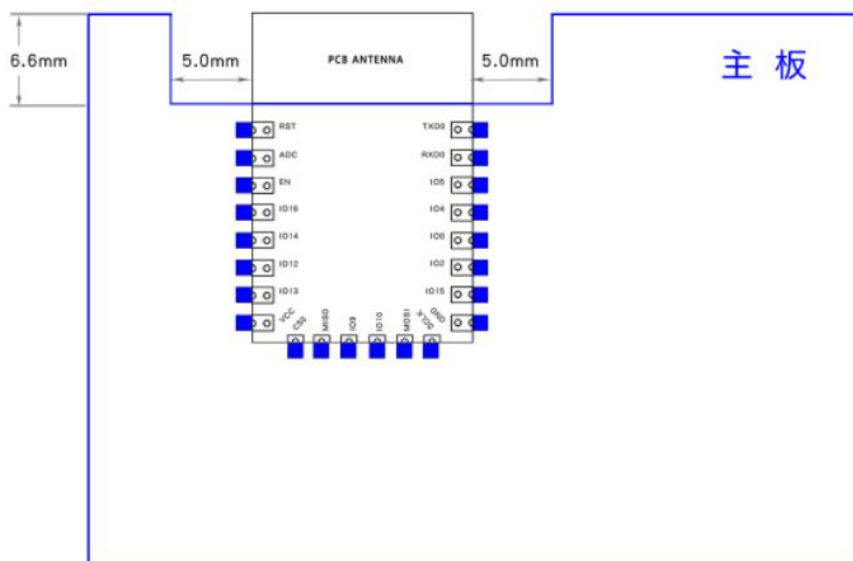 6.6mm
5.0mm
PCB ANTENNA
5.0mm
主 板
RST
TXD0
ADC
RXD0
EN
IO5
IO16
IO4
IO14
IO0
IO12
IO2
IO13
IO15
VCC
CS0
MISO
IO9
IO10
MOSI
SCLK
GND